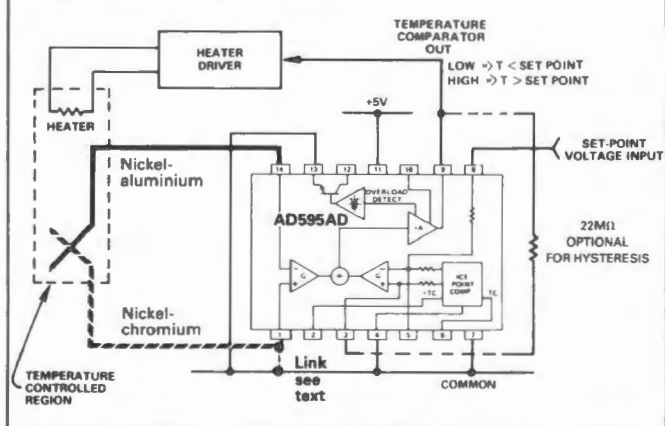 TEMPERATURE
COMPARATOR
OUT
LOW => T < SET POINT
HIGH => T > SET POINT
HEATER
DRIVER
+5V
HEATER
SET-POINT
VOLTAGE INPUT
Nickel-
aluminium
14 13 12 11 10 9 8
OVERLOAD
DETECT
AD595AD
-A
22MΩ
OPTIONAL
FOR HYSTERESIS
G
+
G
ICE
POINT
COMP
-TC
TC
Nickel-
chromium
1 2 3 4 5 6 7
Link
see
text
COMMON
TEMPERATURE
CONTROLLED
REGION